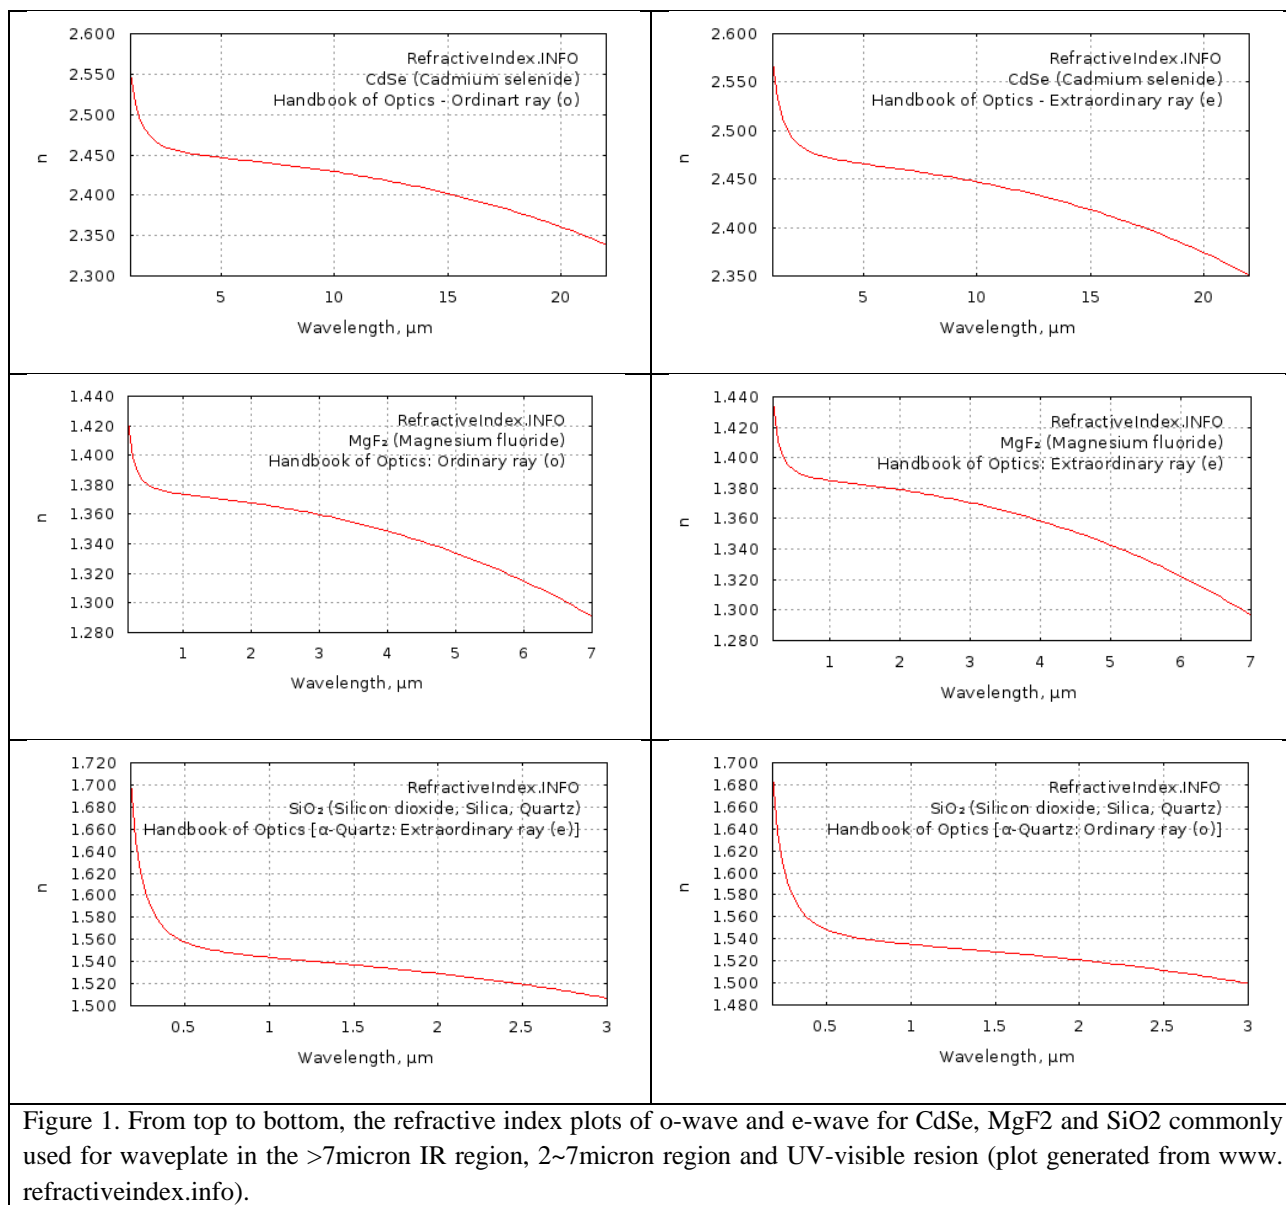 2.600
2.550
2.500
2.450
2.400
2.350
2.300
n
RefractiveIndex.INFO
CdSe (Cadmium selenide)
Handbook of Optics - Ordinart ray (o)
5 10 15 20
Wavelength, μm
2.600
2.550
2.500
2.450
2.400
2.350
n
RefractiveIndex.INFO
CdSe (Cadmium selenide)
Handbook of Optics - Extraordinary ray (e)
5 10 15 20
Wavelength, μm
1.440
1.420
1.400
1.380
1.360
1.340
1.320
1.300
1.280
n
RefractiveIndex.INFO
MgF₂ (Magnesium fluoride)
Handbook of Optics: Ordinary ray (o)
1 2 3 4 5 6 7
Wavelength, μm
1.440
1.420
1.400
1.380
1.360
1.340
1.320
1.300
1.280
n
RefractiveIndex.INFO
MgF₂ (Magnesium fluoride)
Handbook of Optics: Extraordinary ray (e)
1 2 3 4 5 6 7
Wavelength, μm
1.720
1.700
1.680
1.660
1.640
1.620
1.600
1.580
1.560
1.540
1.520
1.500
n
RefractiveIndex.INFO
SiO₂ (Silicon dioxide, Silica, Quartz)
Handbook of Optics [α-Quartz: Extraordinary ray (e)]
0.5 1 1.5 2 2.5 3
Wavelength, μm
1.700
1.680
1.660
1.640
1.620
1.600
1.580
1.560
1.540
1.520
1.500
1.480
n
RefractiveIndex.INFO
SiO₂ (Silicon dioxide, Silica, Quartz)
Handbook of Optics [α-Quartz: Ordinary ray (o)]
0.5 1 1.5 2 2.5 3
Wavelength, μm
Figure 1. From top to bottom, the refractive index plots of o-wave and e-wave for CdSe, MgF2 and SiO2 commonly
used for waveplate in the >7micron IR region, 2~7micron region and UV-visible resion (plot generated from www.
refractiveindex.info).